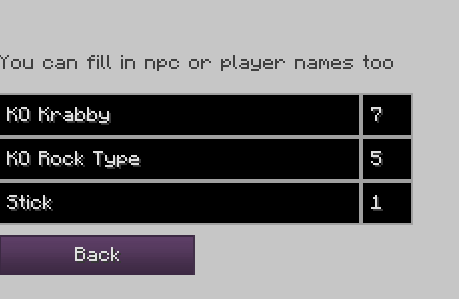 You can fill in npc or player names too
KO Krabby 7
KO Rock Type 5
Stick 1
Back